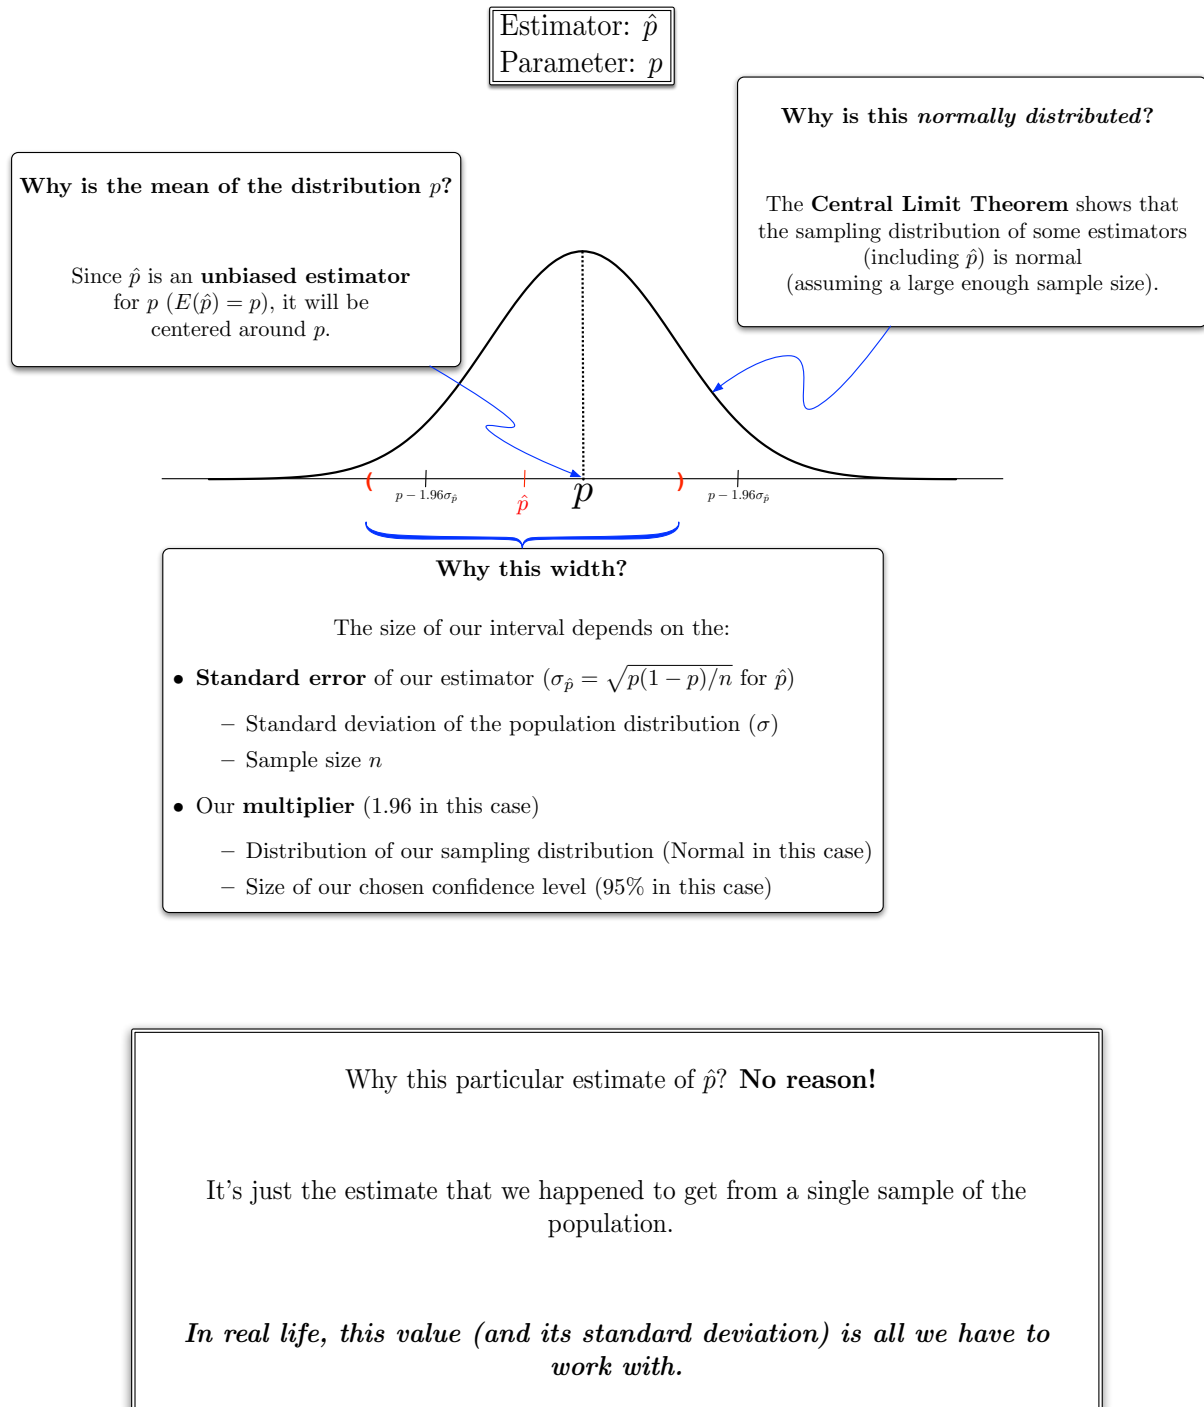 Estimator: p̂
Parameter: p
Why is this normally distributed?
The Central Limit Theorem shows that
the sampling distribution of some estimators
(including p̂) is normal
(assuming a large enough sample size).
Why is the mean of the distribution p?
Since p̂ is an unbiased estimator
for p (E(p̂) = p), it will be
centered around p.
( )
p − 1.96σp̂
p̂
p
p − 1.96σp̂
Why this width?
The size of our interval depends on the:
• Standard error of our estimator (σp̂ = √p(1 − p)/n for p̂)
– Standard deviation of the population distribution (σ)
– Sample size n
• Our multiplier (1.96 in this case)
– Distribution of our sampling distribution (Normal in this case)
– Size of our chosen confidence level (95% in this case)
Why this particular estimate of p̂? No reason!
It's just the estimate that we happened to get from a single sample of the
population.
In real life, this value (and its standard deviation) is all we have to
work with.